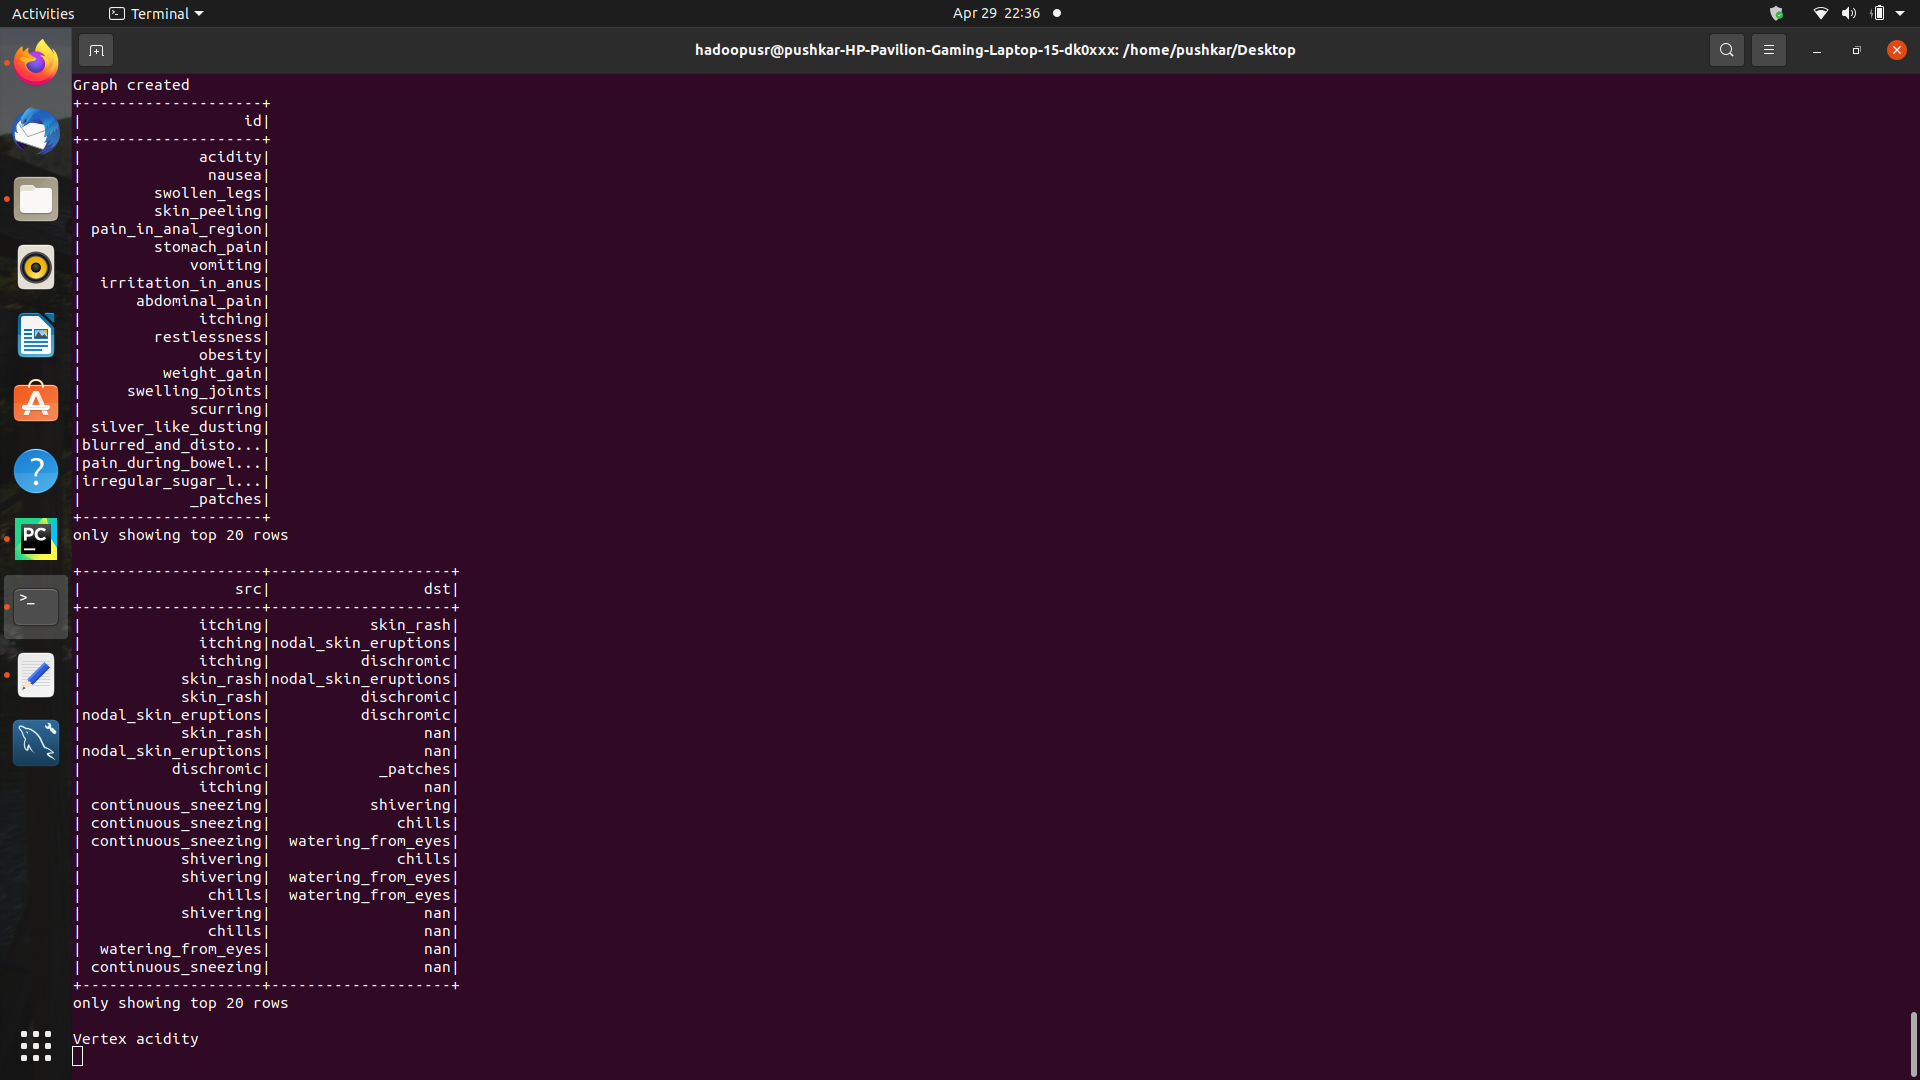 Activities
Terminal
Apr 29 22:36
hadoopusr@pushkar-HP-Pavilion-Gaming-Laptop-15-dk0xxx: /home/pushkar/Desktop
Graph created
+--------------------+
|                  id|
+--------------------+
|             acidity|
|              nausea|
|        swollen_legs|
|        skin_peeling|
| pain_in_anal_region|
|        stomach_pain|
|            vomiting|
|  irritation_in_anus|
|      abdominal_pain|
|             itching|
|        restlessness|
|             obesity|
|         weight_gain|
|     swelling_joints|
|            scurring|
| silver_like_dusting|
|blurred_and_disto...|
|pain_during_bowel...|
|irregular_sugar_l...|
|            _patches|
+--------------------+
only showing top 20 rows
+--------------------+--------------------+
|                 src|                 dst|
+--------------------+--------------------+
|             itching|           skin_rash|
|             itching|nodal_skin_eruptions|
|             itching|          dischromic|
|           skin_rash|nodal_skin_eruptions|
|           skin_rash|          dischromic|
|nodal_skin_eruptions|          dischromic|
|           skin_rash|                 nan|
|nodal_skin_eruptions|                 nan|
|          dischromic|            _patches|
|             itching|                 nan|
| continuous_sneezing|           shivering|
| continuous_sneezing|              chills|
| continuous_sneezing|  watering_from_eyes|
|           shivering|              chills|
|           shivering|  watering_from_eyes|
|              chills|  watering_from_eyes|
|           shivering|                 nan|
|              chills|                 nan|
|  watering_from_eyes|                 nan|
| continuous_sneezing|                 nan|
+--------------------+--------------------+
only showing top 20 rows
Vertex acidity
PC